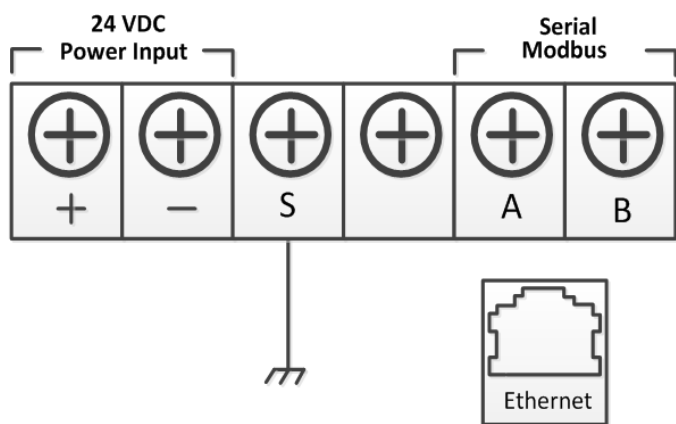 24 VDC
Power Input
Serial
Modbus
+ − S A B
Ethernet